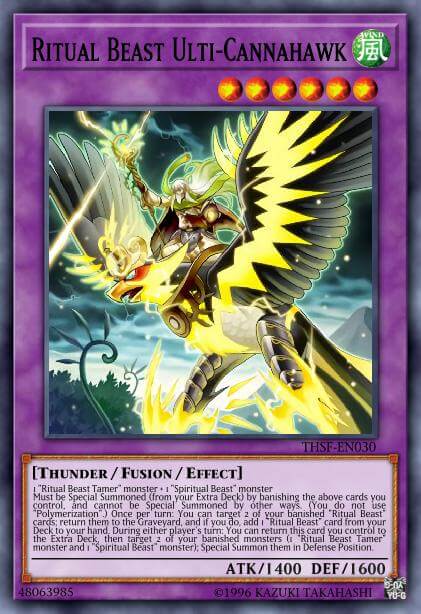 Ritual Beast Ulti-Cannahawk
WIND
風
THSF-EN030
[Thunder / Fusion / Effect]
1 "Ritual Beast Tamer" monster + 1 "Spiritual Beast" monster
Must be Special Summoned (from your Extra Deck) by banishing the above cards you
control, and cannot be Special Summoned by other ways. (You do not use
"Polymerization".) Once per turn: You can target 2 of your banished "Ritual Beast"
cards; return them to the Graveyard, and if you do, add 1 "Ritual Beast" card from your
Deck to your hand. During either player's turn: You can return this card you control to
the Extra Deck, then target 2 of your banished monsters (1 "Ritual Beast Tamer"
monster and 1 "Spiritual Beast" monster); Special Summon them in Defense Position.
ATK/1400 DEF/1600
48063985
©1996 KAZUKI TAKAHASHI